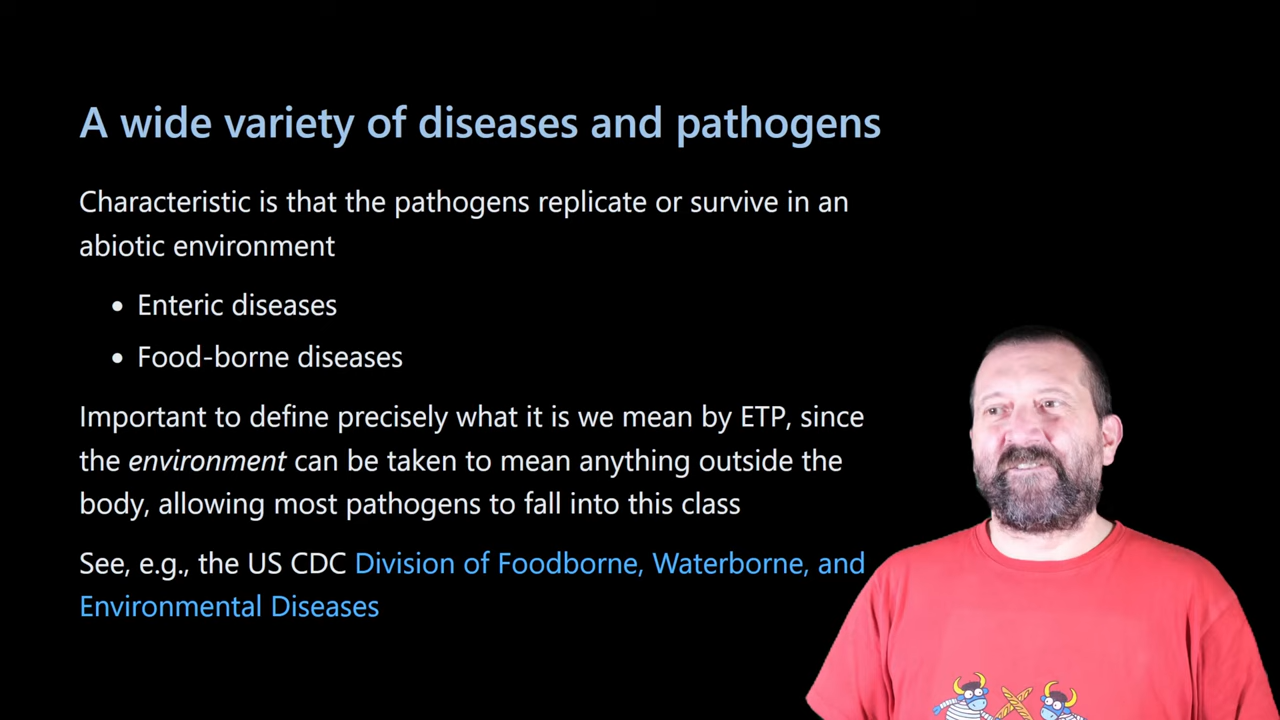 A wide variety of diseases and pathogens
Characteristic is that the pathogens replicate or survive in an
abiotic environment
• Enteric diseases
• Food-borne diseases
Important to define precisely what it is we mean by ETP, since
the environment can be taken to mean anything outside the
body, allowing most pathogens to fall into this class
See, e.g., the US CDC Division of Foodborne, Waterborne, and
Environmental Diseases